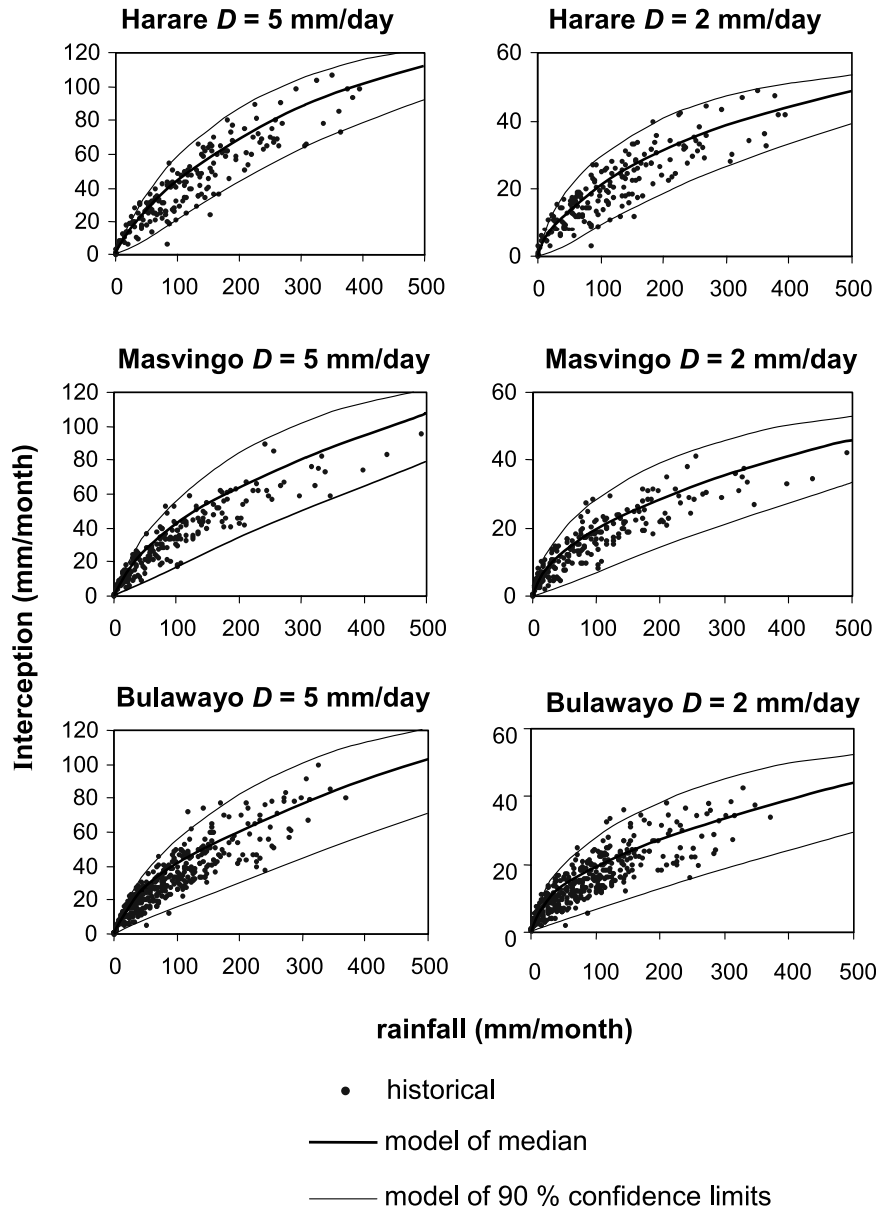 Harare D = 5 mm/day
Harare D = 2 mm/day
120
100
80
60
40
20
0
0 100 200 300 400 500
60
40
20
0
0 100 200 300 400 500
Masvingo D = 5 mm/day
Masvingo D = 2 mm/day
120
100
80
60
40
20
0
0 100 200 300 400 500
60
40
20
0
0 100 200 300 400 500
Interception (mm/month)
Bulawayo D = 5 mm/day
Bulawayo D = 2 mm/day
120
100
80
60
40
20
0
0 100 200 300 400 500
60
40
20
0
0 100 200 300 400 500
rainfall (mm/month)
historical
model of median
model of 90 % confidence limits